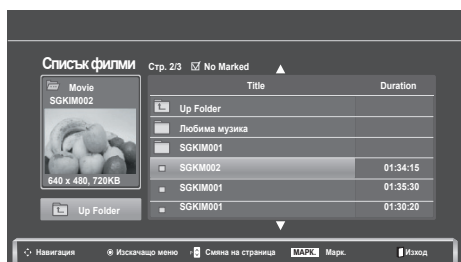 Списък филми Стр. 2/3 No Marked
Movie
SGKIM002
640 x 480, 720KB
Up Folder
Title Duration
Up Folder
Любима музика
SGKIM001
SGKM002 01:34:15
SGKIM001 01:35:30
SGKIM001 01:30:20
Навигация Изскачащо меню P Смяна на страница МАРК. Марк. Изход